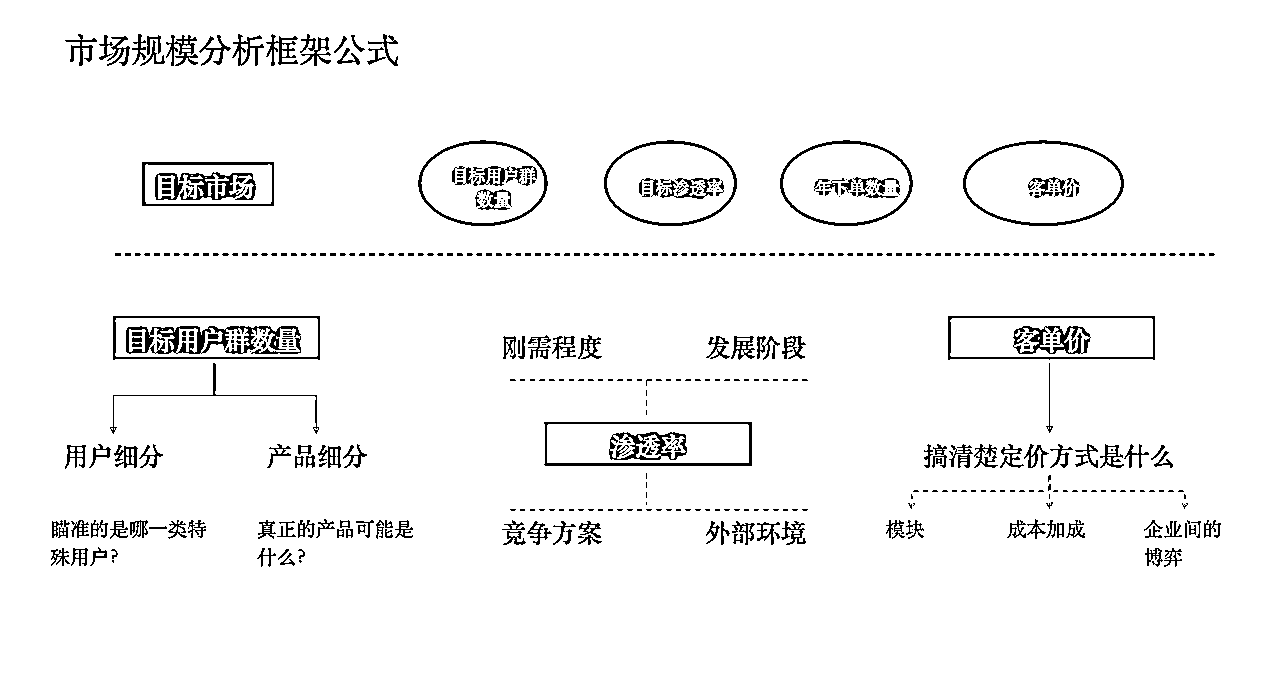 市场规模分析框架公式
目标市场
目标用户群
数量
目标渗透率
年下单数量
客单价
目标用户群数量
刚需程度
发展阶段
客单价
渗透率
用户细分
产品细分
搞清楚定价方式是什么
瞄准的是哪一类特
殊用户?
真正的产品可能是
什么?
竞争方案
外部环境
模块
成本加成
企业间的
博弈